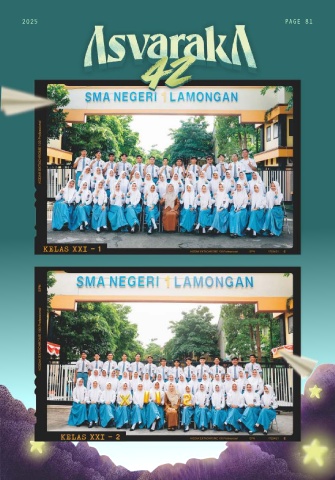 2025
PAGE 81
AsvarakA
42
SMA NEGERI 1 LAMONGAN
KELAS XXI - 1
SMA NEGERI 1 LAMONGAN
KELAS XXI - 2